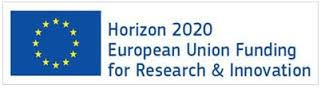 Horizon 2020
European Union Funding
for Research & Innovation